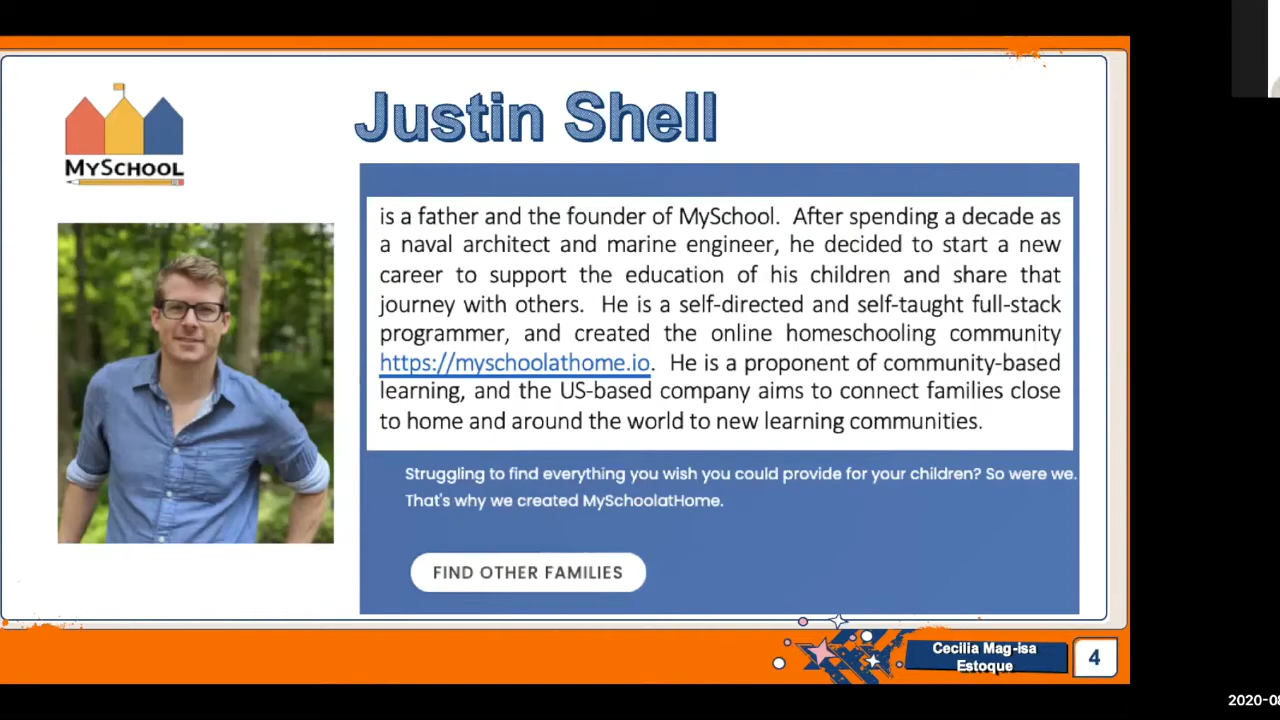 Justin Shell
MYSCHOOL
is a father and the founder of MySchool. After spending a decade as
a naval architect and marine engineer, he decided to start a new
career to support the education of his children and share that
journey with others. He is a self-directed and self-taught full-stack
programmer, and created the online homeschooling community
https://myschoolathome.io. He is a proponent of community-based
learning, and the US-based company aims to connect families close
to home and around the world to new learning communities.
Struggling to find everything you wish you could provide for your children? So were we.
That's why we created MySchoolatHome.
FIND OTHER FAMILIES
Cecilia Mag-isa
Estoque
4